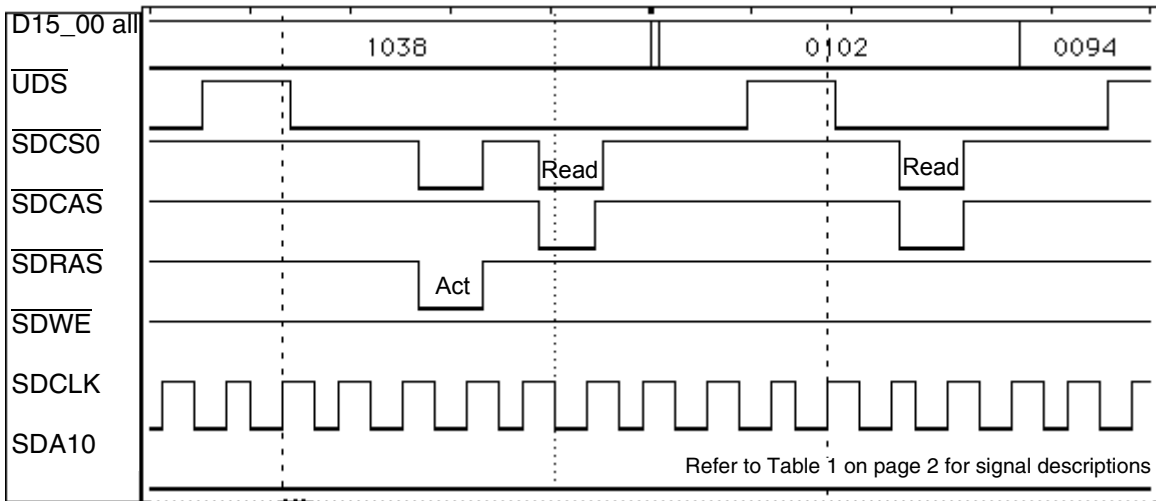 D15_00 all
1038 0102 0094
UDS
SDCS0
Read Read
SDCAS
SDRAS
Act
SDWE
SDCLK
SDA10
Refer to Table 1 on page 2 for signal descriptions